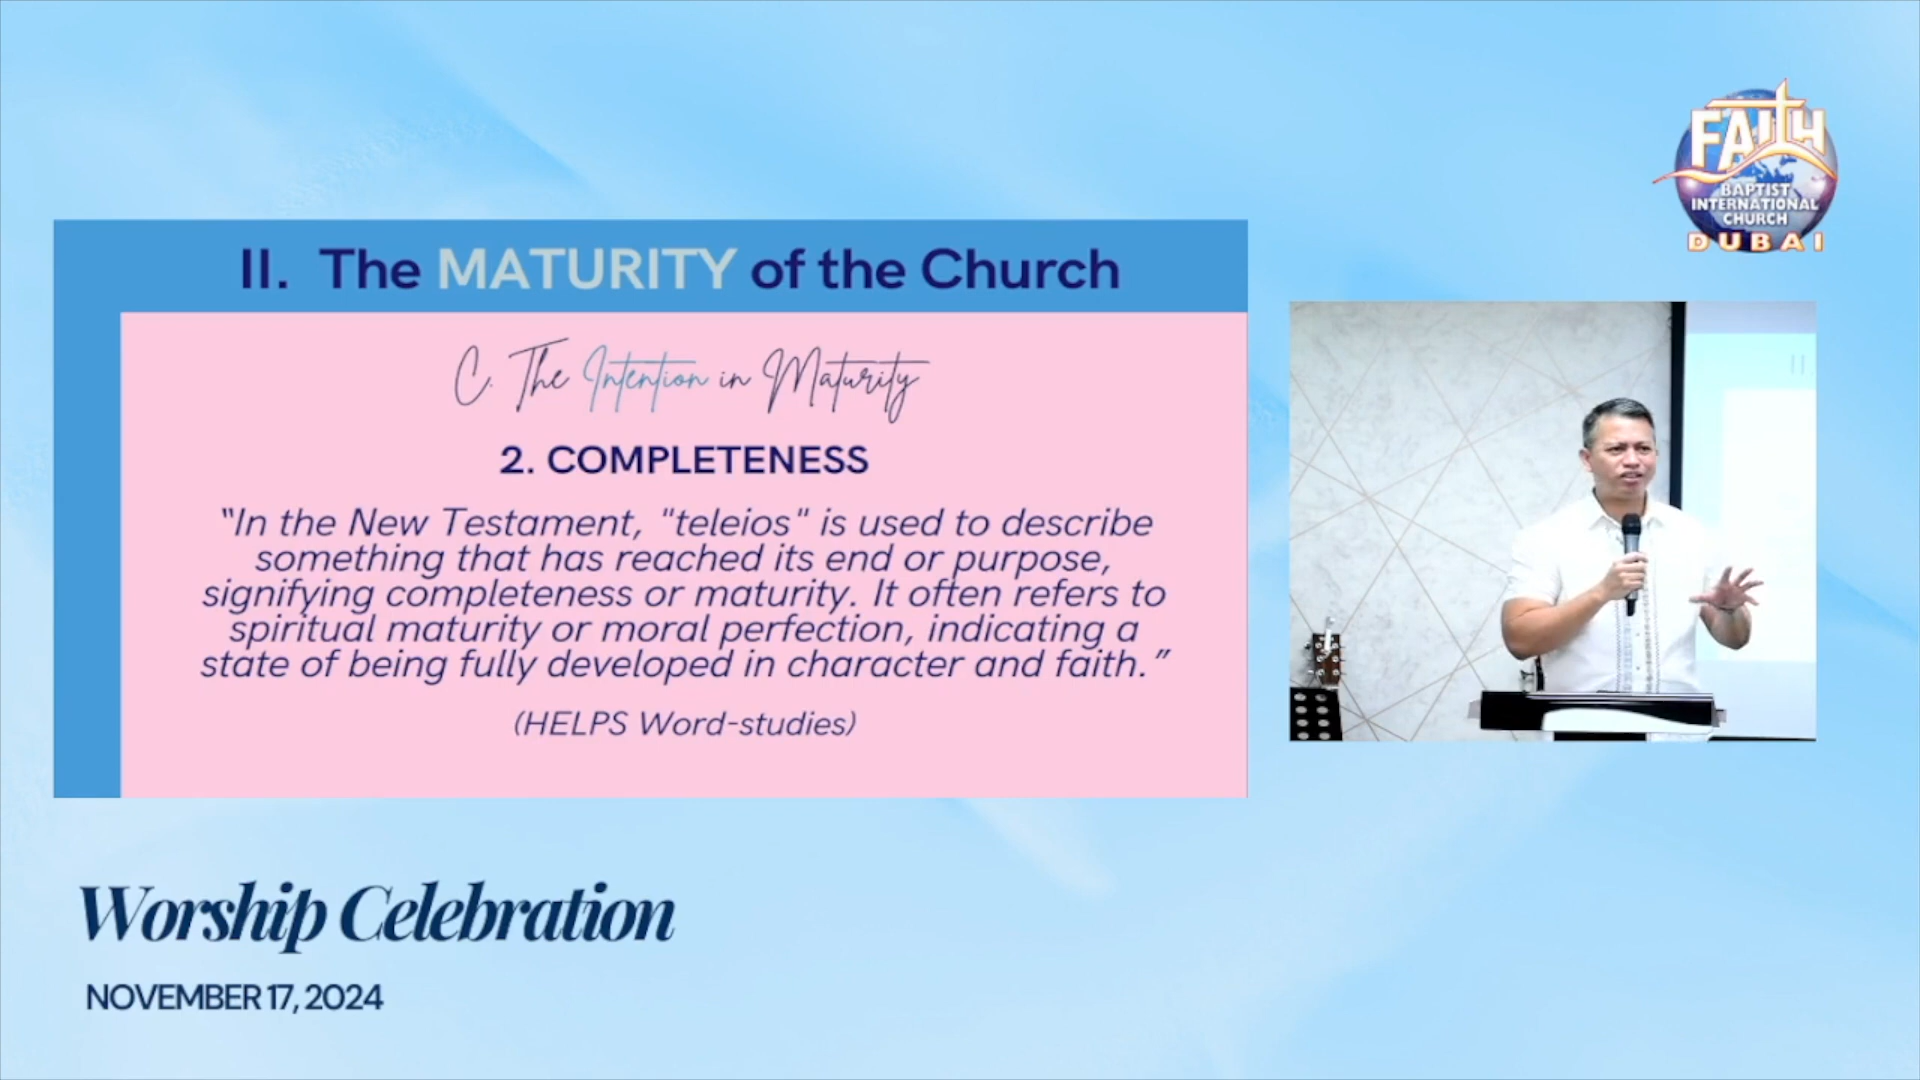 FAITH
BAPTIST
INTERNATIONAL
CHURCH
DUBAI
II. The MATURITY of the Church
C. The Intention in Maturity
2. COMPLETENESS
“In the New Testament, "teleios" is used to describe
something that has reached its end or purpose,
signifying completeness or maturity. It often refers to
spiritual maturity or moral perfection, indicating a
state of being fully developed in character and faith.”
(HELPS Word-studies)
II
Worship Celebration
NOVEMBER 17, 2024